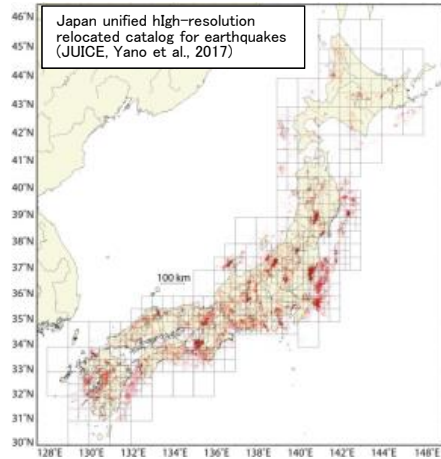 Japan unified hIgh-resolution
relocated catalog for earthquakes
(JUICE, Yano et al., 2017)
46°N
45°N
44°N
43°N
42°N
41°N
40°N
39°N
38°N
37°N
100 km
36°N
35°N
34°N
33°N
32°N
31°N
30°N
128°E 130°E 132°E 134°E 136°E 138°E 140°E 142°E 144°E 146°E 148°E